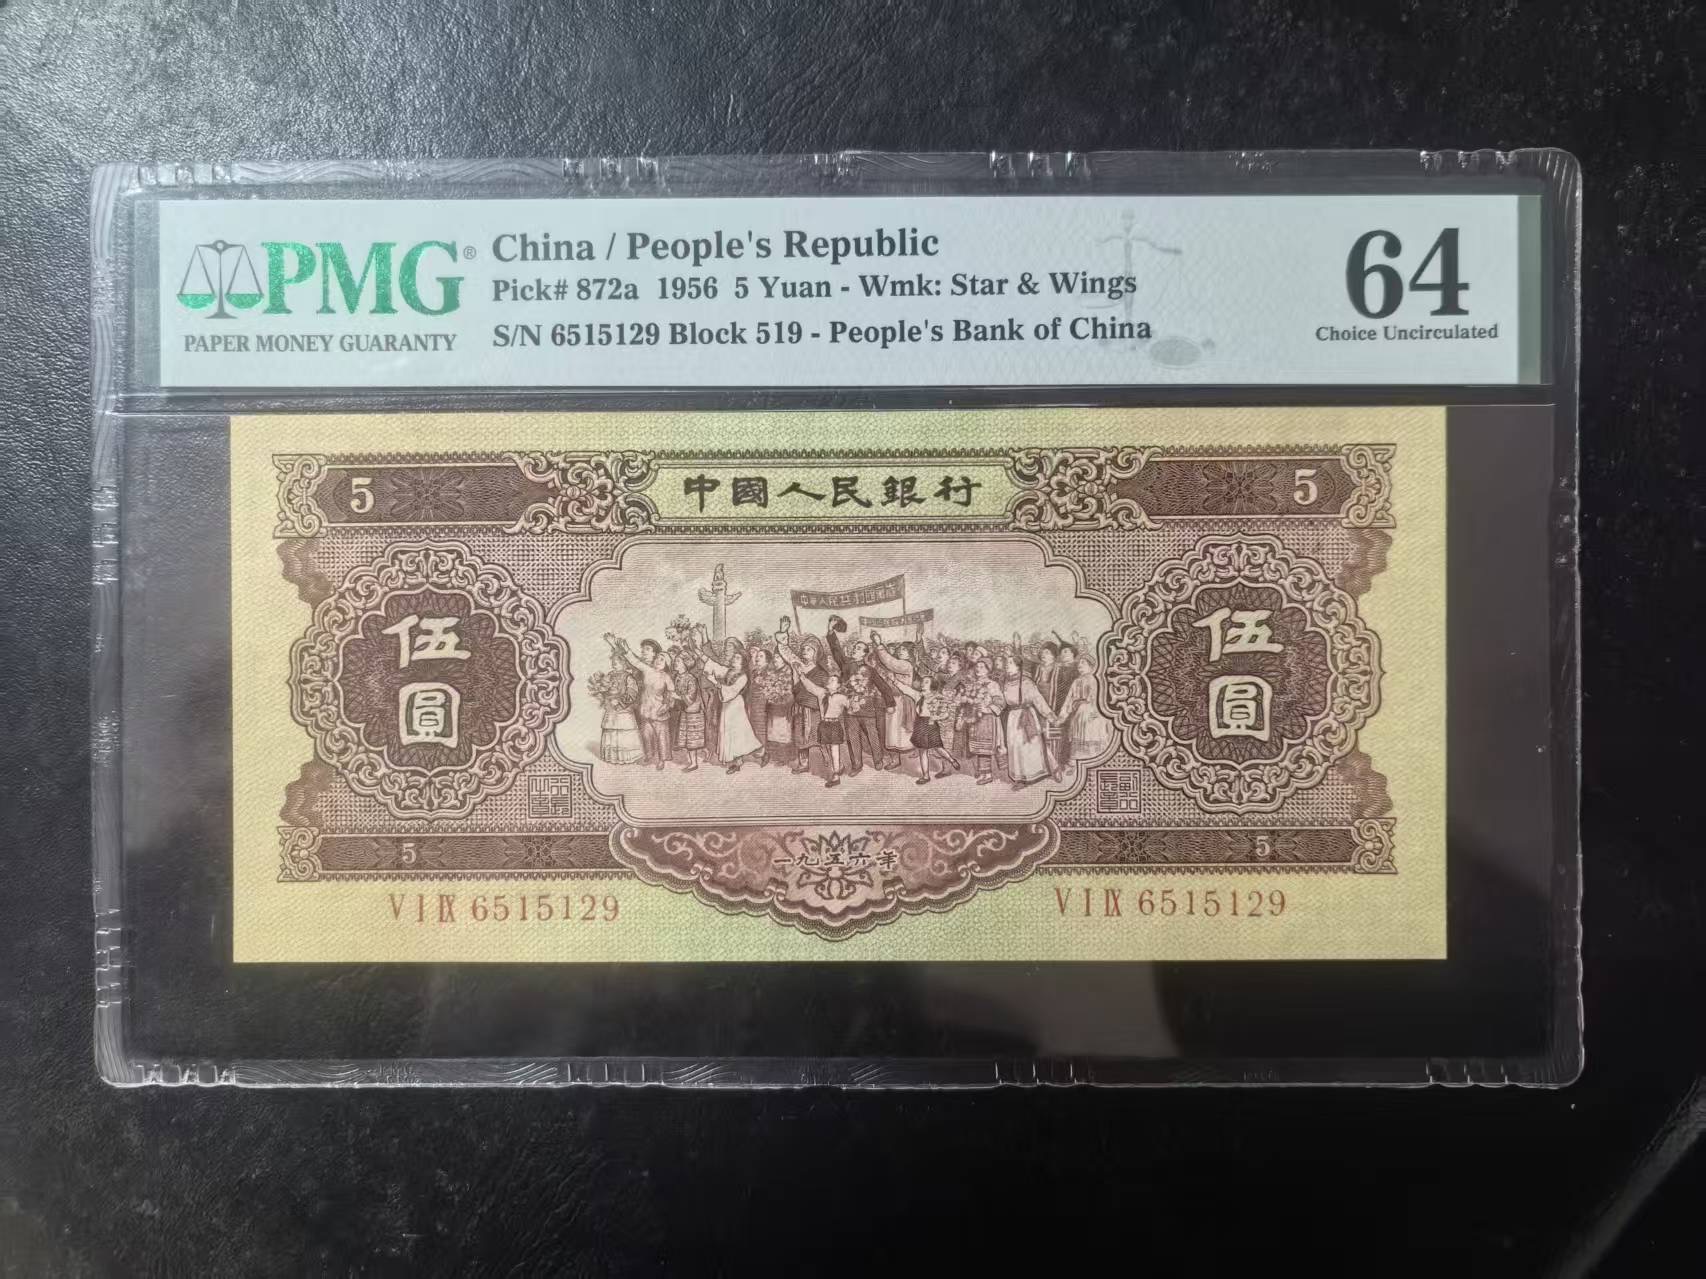 PMG®
PAPER MONEY GUARANTY
China / People's Republic
Pick# 872a 1956 5 Yuan - Wmk: Star & Wings
S/N 6515129 Block 519 - People's Bank of China
64
Choice Uncirculated
5 中國人民銀行 5
伍圓
伍圓
5 一九五六年 5
V I IX 6515129
V I IX 6515129